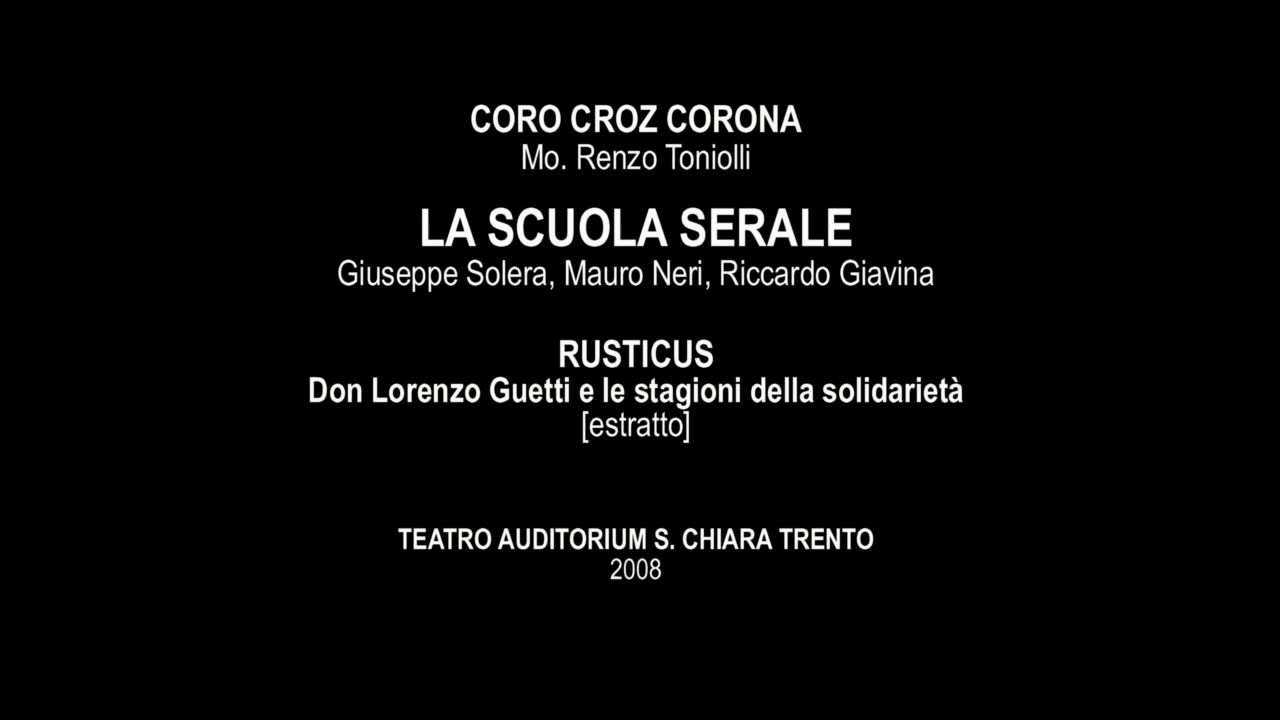 CORO CROZ CORONA
Mo. Renzo Toniolli
LA SCUOLA SERALE
Giuseppe Solera, Mauro Neri, Riccardo Giavina
RUSTICUS
Don Lorenzo Guetti e le stagioni della solidarietà
[estratto]
TEATRO AUDITORIUM S. CHIARA TRENTO
2008